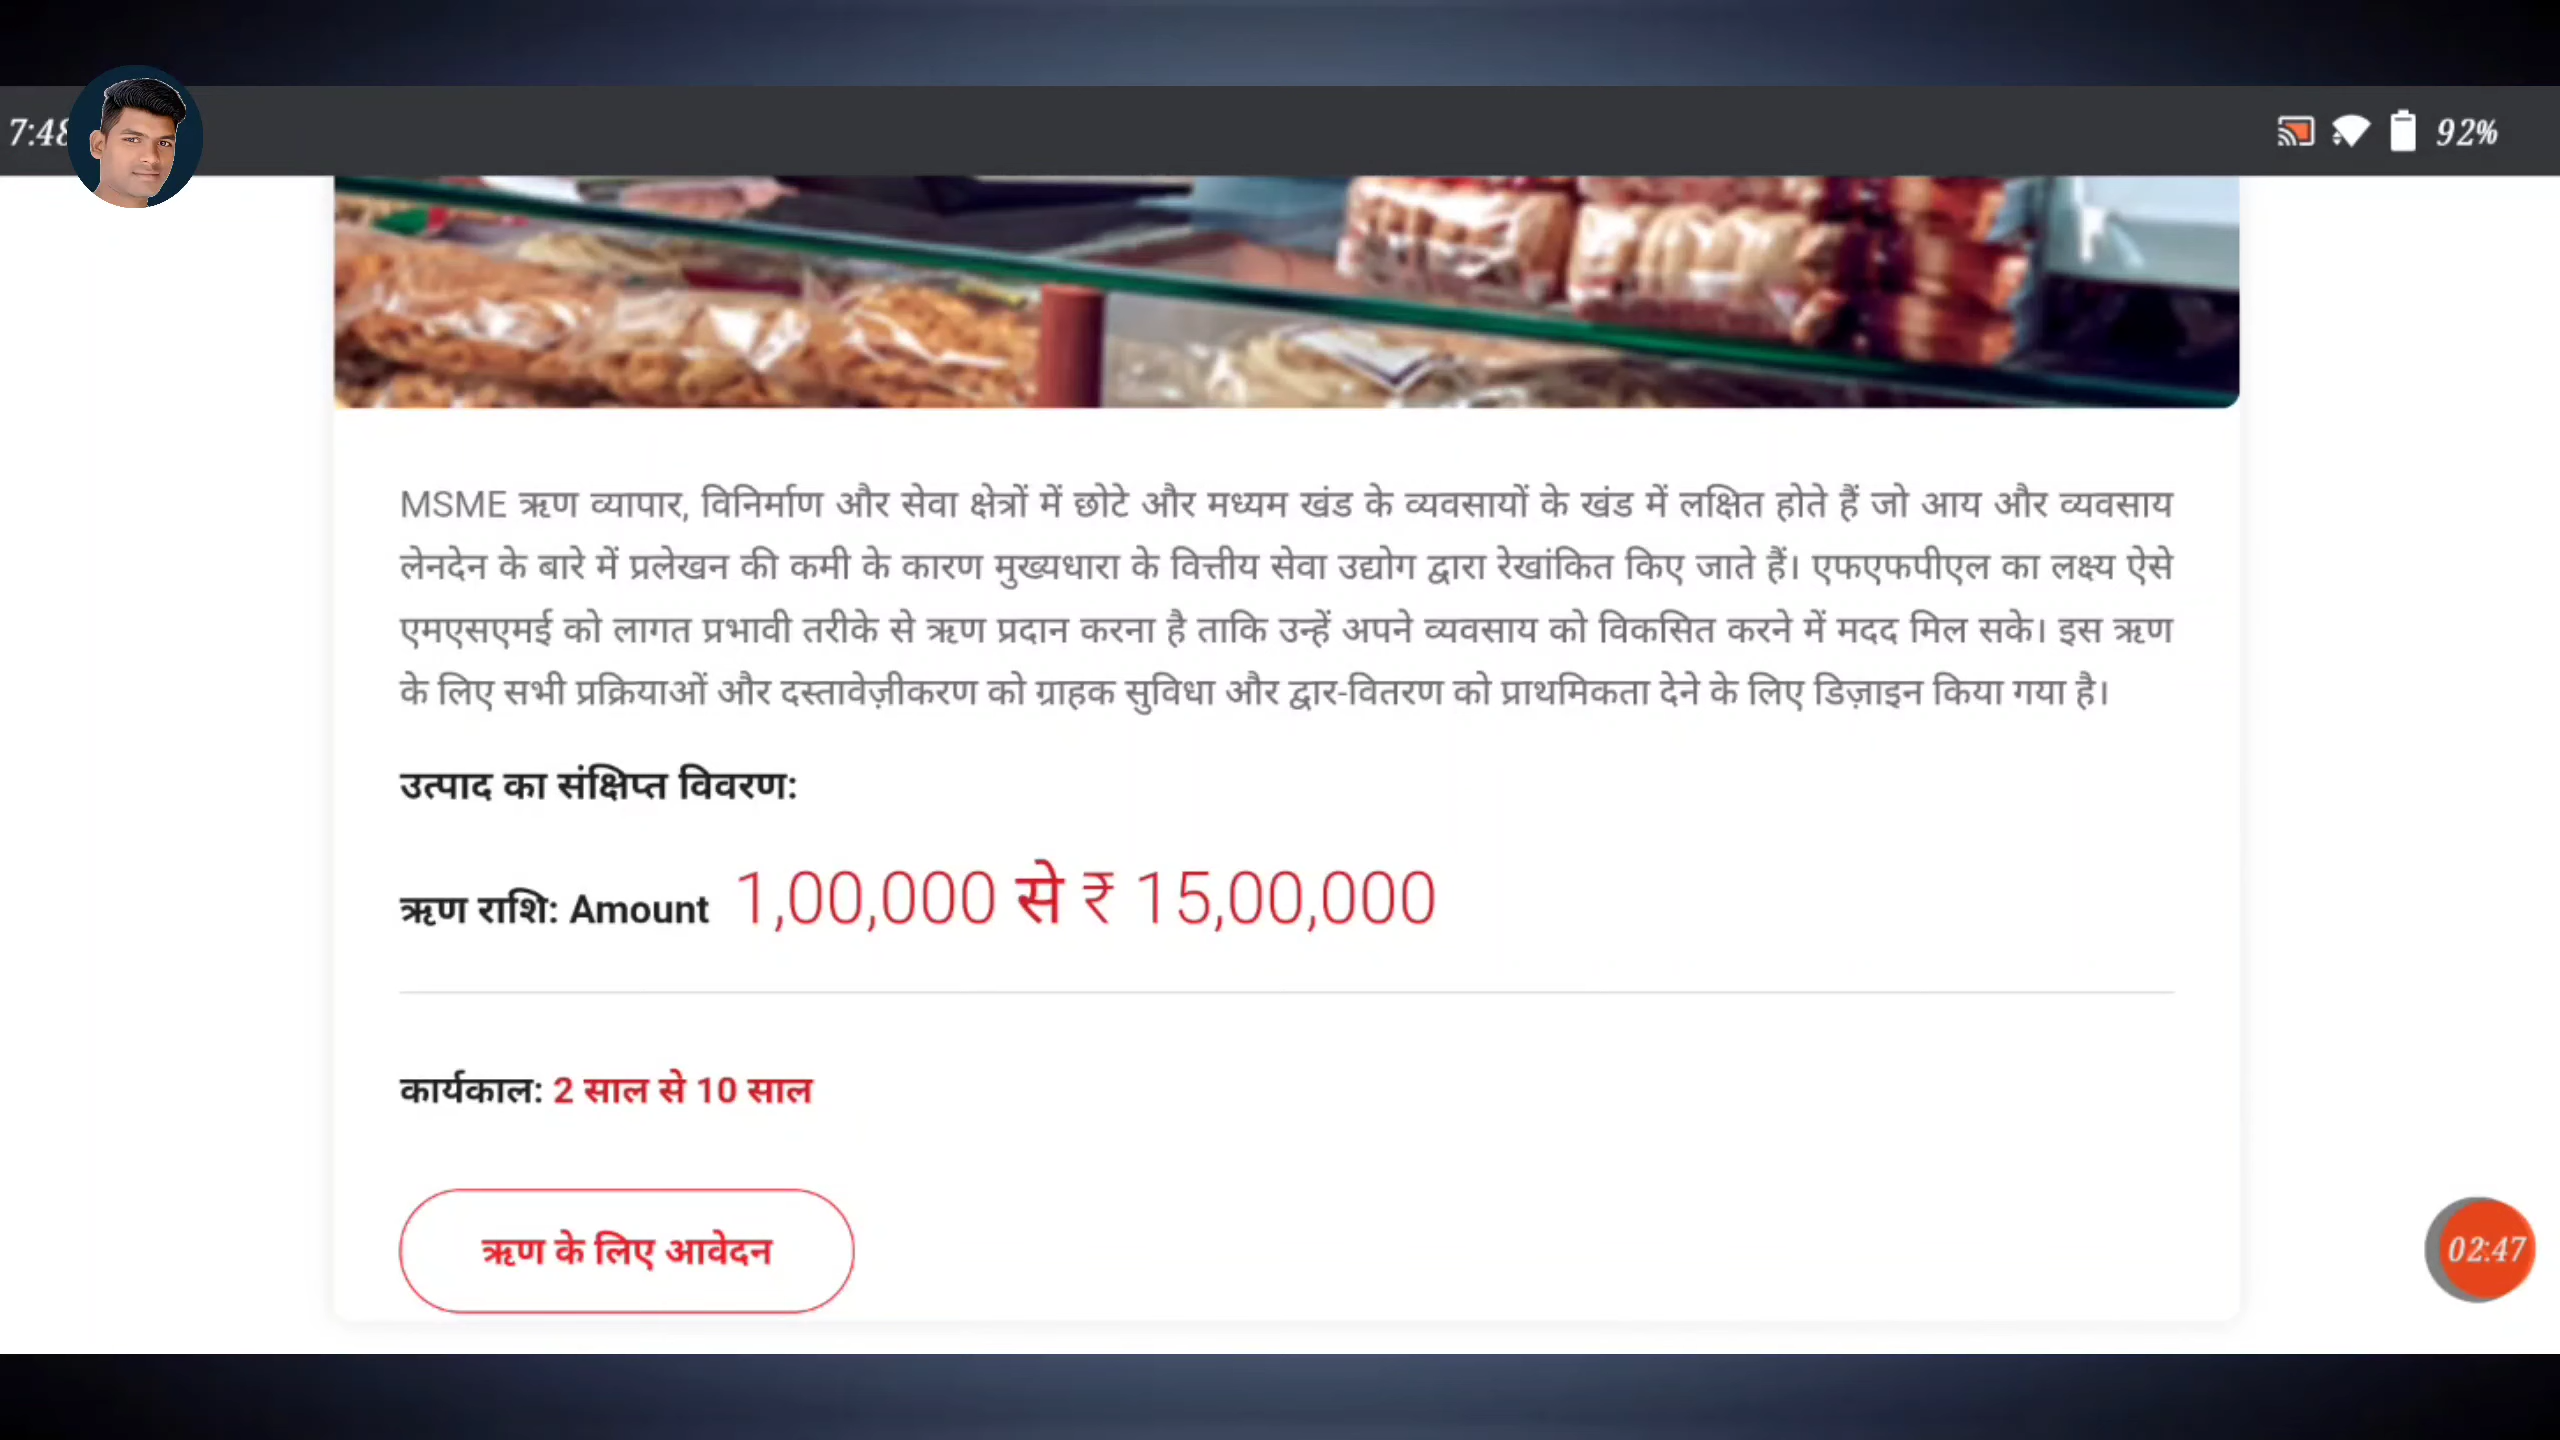 7:48
92%
MSME ऋण व्यापार, विनिर्माण और सेवा क्षेत्रों में छोटे और मध्यम खंड के व्यवसायों के खंड में लक्षित होते हैं जो आय और व्यवसाय
लेनदेन के बारे में प्रलेखन की कमी के कारण मुख्यधारा के वित्तीय सेवा उद्योग द्वारा रेखांकित किए जाते हैं। एफएफपीएल का लक्ष्य ऐसे
एमएसएमई को लागत प्रभावी तरीके से ऋण प्रदान करना है ताकि उन्हें अपने व्यवसाय को विकसित करने में मदद मिल सके। इस ऋण
के लिए सभी प्रक्रियाओं और दस्तावेज़ीकरण को ग्राहक सुविधा और द्वार-वितरण को प्राथमिकता देने के लिए डिज़ाइन किया गया है।
उत्पाद का संक्षिप्त विवरण:
ऋण राशि: Amount 1,00,000 से ₹ 15,00,000
कार्यकाल: 2 साल से 10 साल
ऋण के लिए आवेदन
02:47